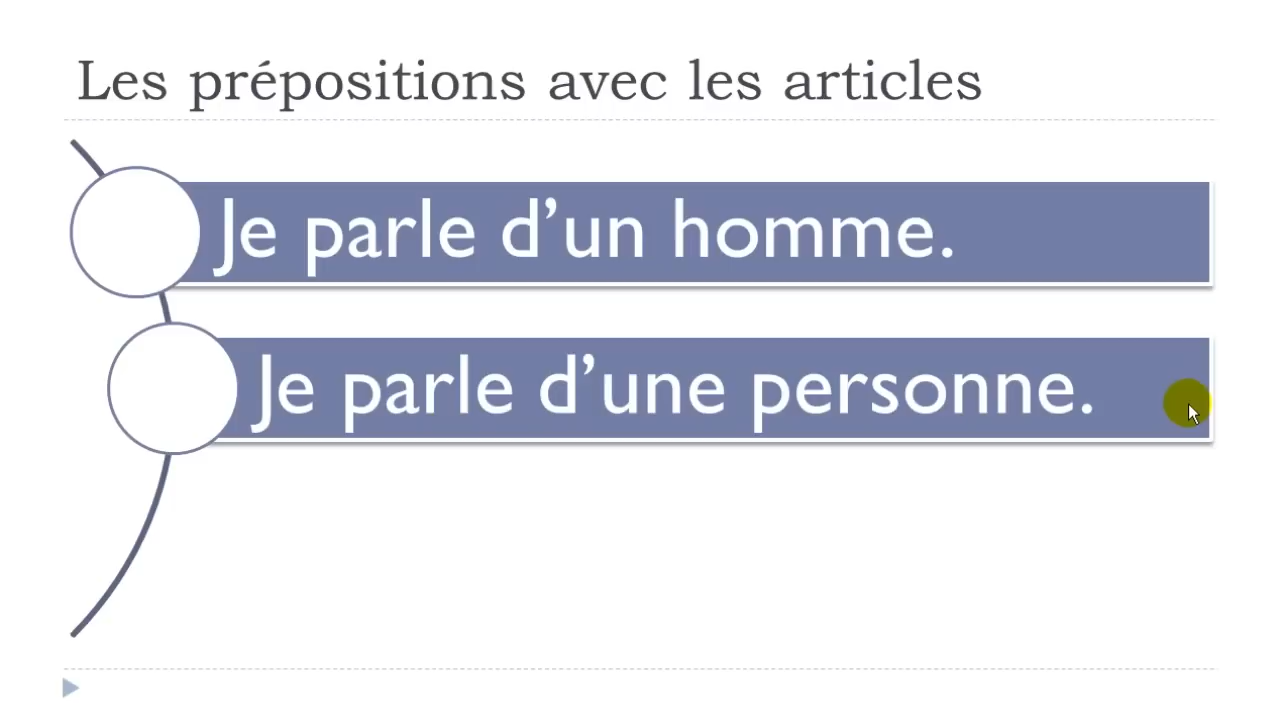 Les prépositions avec les articles
Je parle d’un homme.
Je parle d’une personne.